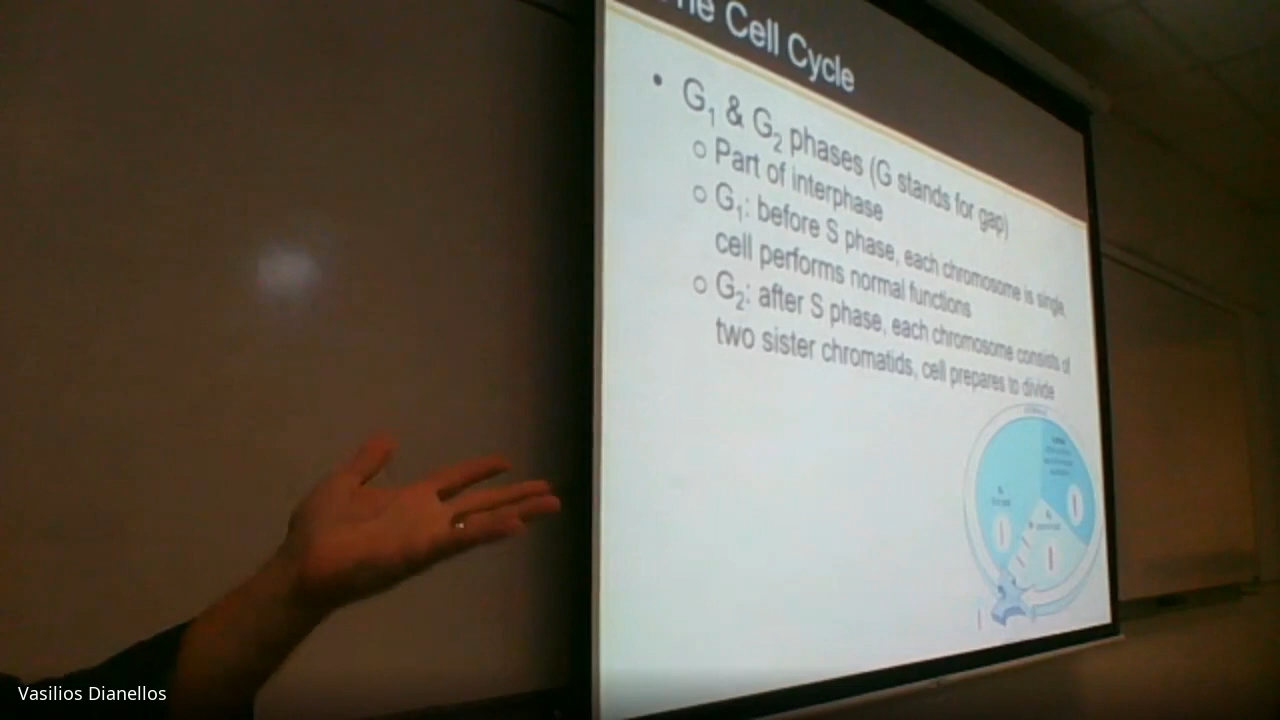 The Cell Cycle
• G₁ & G₂ phases (G stands for gap)
○ Part of interphase
○ G₁: before S phase, each chromosome is single,
cell performs normal functions
○ G₂: after S phase, each chromosome consists of
two sister chromatids, cell prepares to divide
Vasilios Dianellos